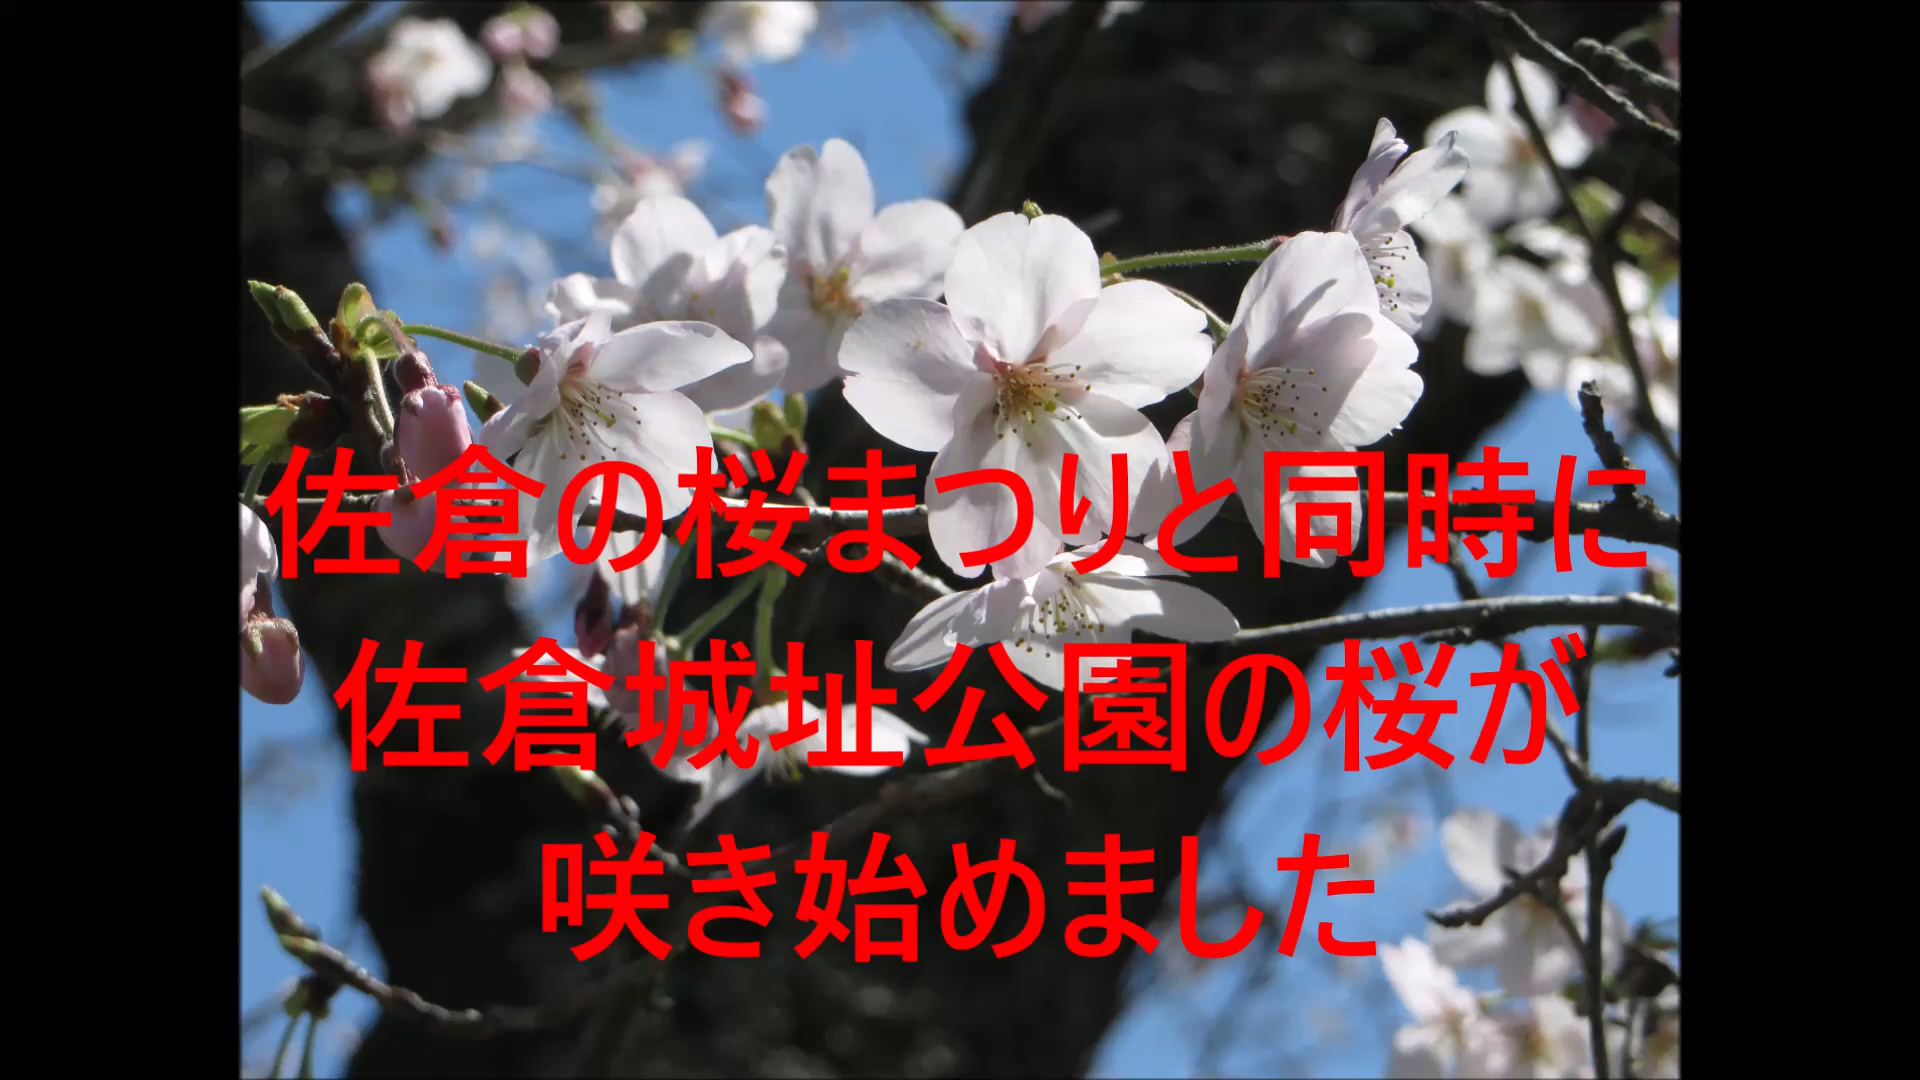 佐倉の桜まつりと同時に
佐倉城址公園の桜が
咲き始めました